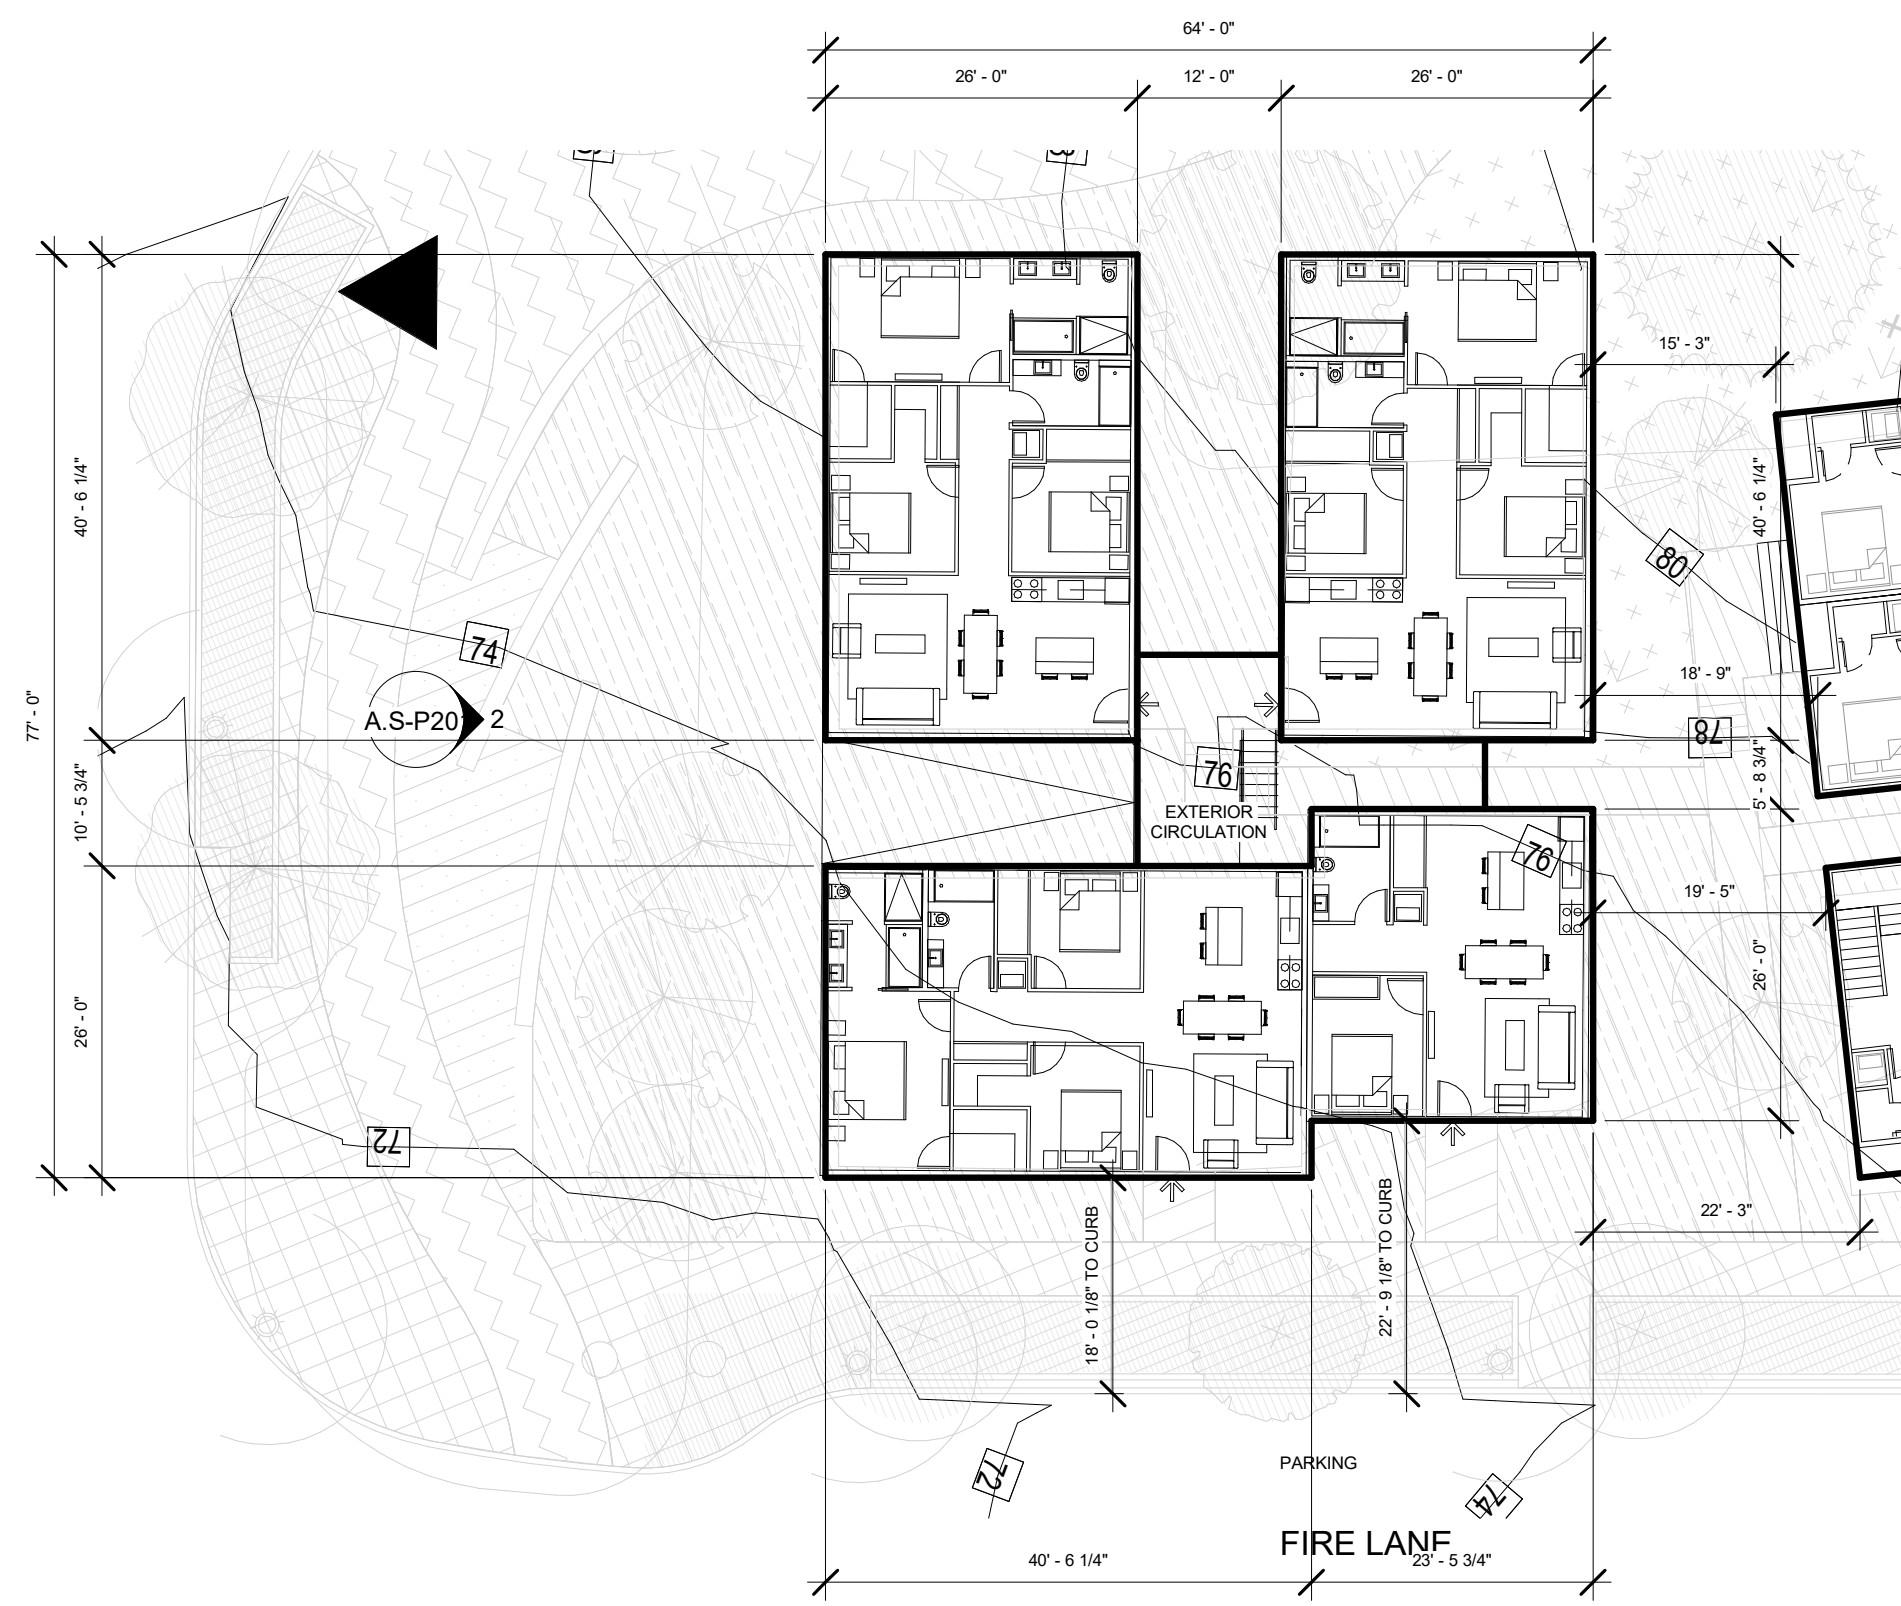 64' - 0"
26' - 0"
12' - 0"
26' - 0"
15' - 3"
40' - 6 1/4"
40' - 6 1/4"
80
74
18' - 9"
77' - 0"
A.S-P20
2
78
76
10' - 5 3/4"
5' - 8 3/4"
EXTERIOR
CIRCULATION
76
19' - 5"
26' - 0"
26' - 0"
72
22' - 3"
18' - 0 1/8" TO CURB
22' - 9 1/8" TO CURB
72
PARKING
74
FIRE LANE
40' - 6 1/4"
23' - 5 3/4"